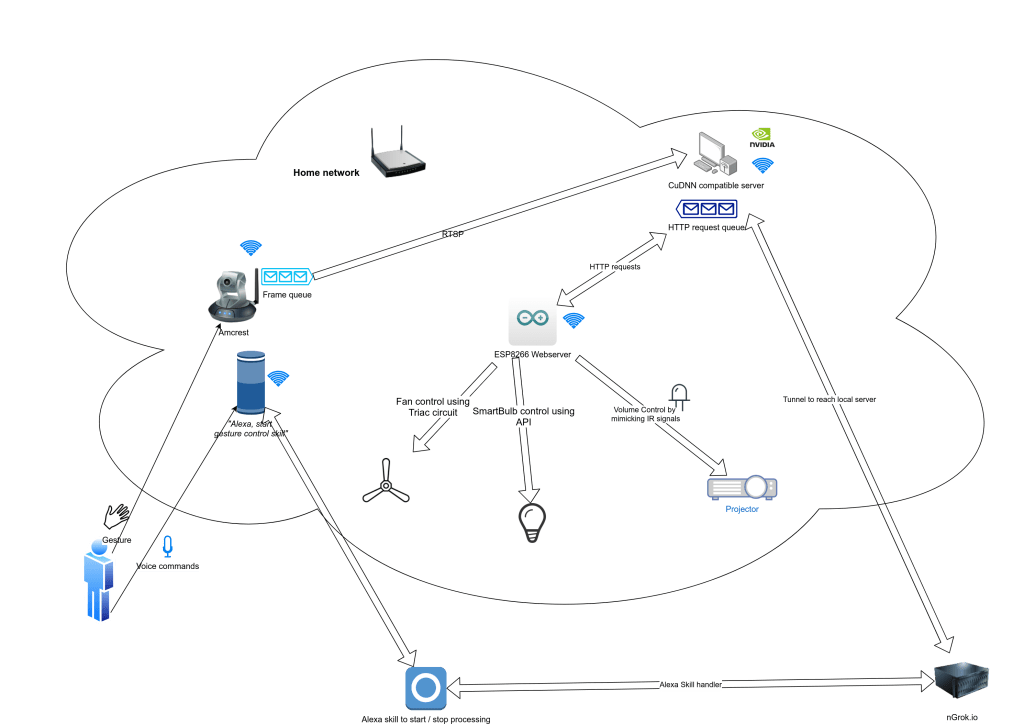 NVIDIA
Home network
CuDNN compatible server
HTTP request queue
RTSP
HTTP requests
Frame queue
Amcrest
ESP8266 Webserver
Fan control using
Triac circuit
SmartBulb control using
API
Volume Control by
mimicking IR signals
Tunnel to reach local server
"Alexa, start
gesture control skill"
Projector
Gesture
Voice commands
Alexa Skill handler
Alexa skill to start / stop processing
nGrok.io